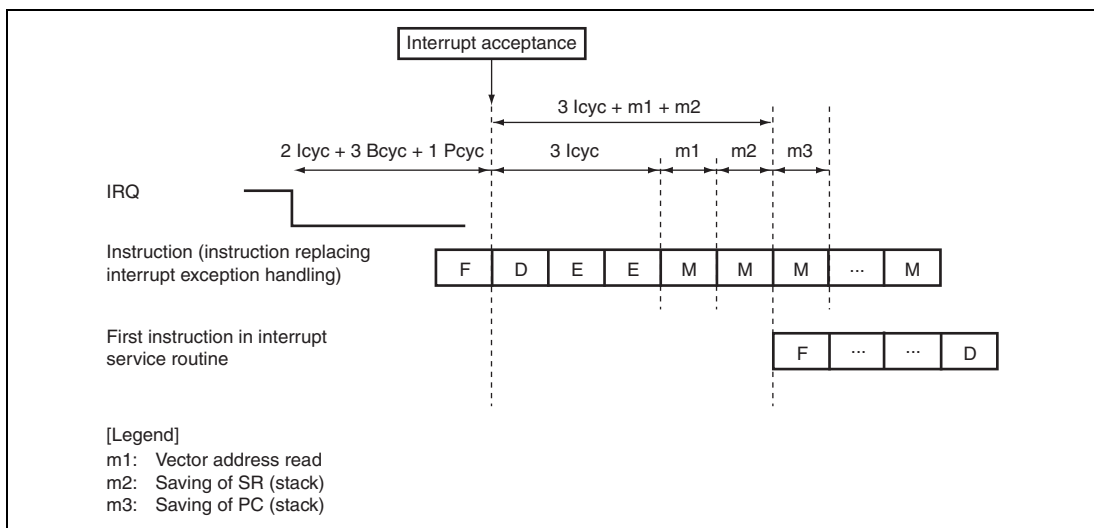 Interrupt acceptance
3 Icyc + m1 + m2
2 Icyc + 3 Bcyc + 1 Pcyc 3 Icyc m1 m2 m3
IRQ
Instruction (instruction replacing
interrupt exception handling)
F D E E M M M ... M
First instruction in interrupt
service routine
F ... ... D
[Legend]
m1: Vector address read
m2: Saving of SR (stack)
m3: Saving of PC (stack)